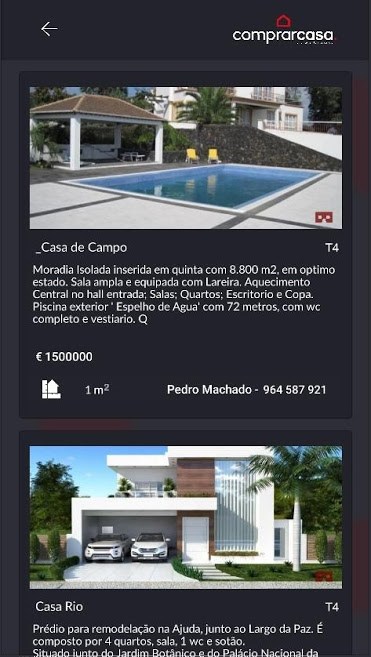 comprarcasa
_Casa de Campo T4
Moradia Isolada inserida em quinta com 8.800 m2, em optimo
estado. Sala ampla e equipada com Lareira. Aquecimento
Central no hall entrada; Salas; Quartos; Escritorio e Copa.
Piscina exterior ' Espelho de Agua' com 72 metros, com wc
completo e vestiario. Q
€ 1500000
1 m² Pedro Machado - 964 587 921
Casa Rio T4
Prédio para remodelação na Ajuda, junto ao Largo da Paz. É
composto por 4 quartos, sala, 1 wc e sotão.
Situado junto do Jardim Botânico e do Palácio Nacional da